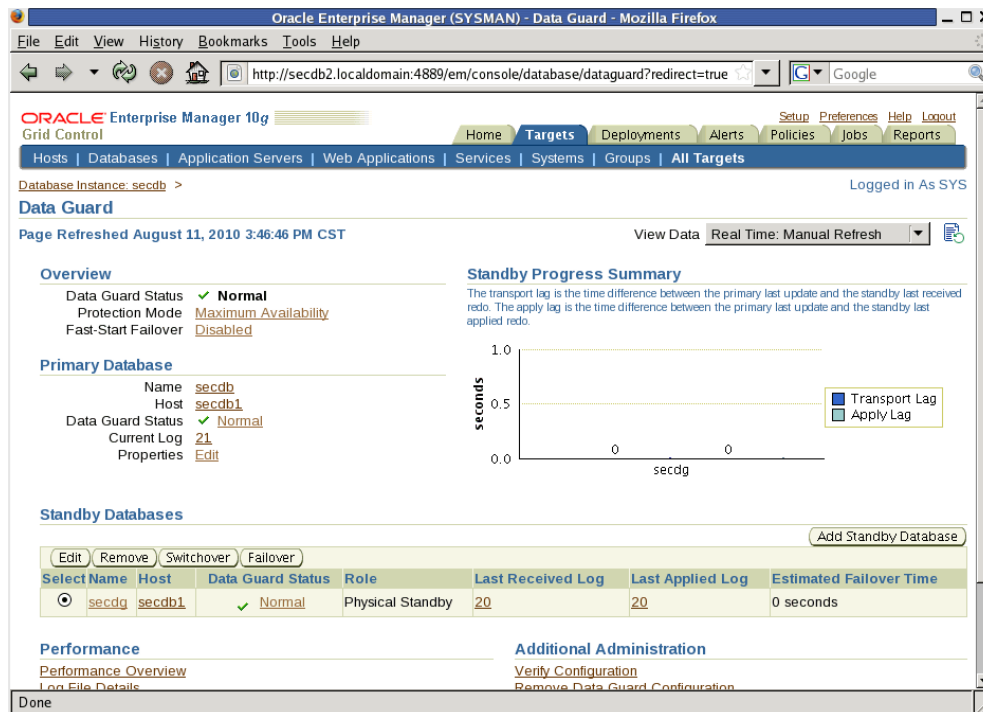 Oracle Enterprise Manager (SYSMAN) - Data Guard - Mozilla Firefox
File Edit View History Bookmarks Tools Help
http://secdb2.localdomain:4889/em/console/database/dataguard?redirect=true G Google
ORACLE Enterprise Manager 10g
Grid Control
Setup Preferences Help Logout
Home Targets Deployments Alerts Policies Jobs Reports
Hosts | Databases | Application Servers | Web Applications | Services | Systems | Groups | All Targets
Database Instance: secdb >
Logged in As SYS
Data Guard
Page Refreshed August 11, 2010 3:46:46 PM CST
View Data Real Time: Manual Refresh
Overview
Data Guard Status Normal
Protection Mode Maximum Availability
Fast-Start Failover Disabled
Primary Database
Name secdb
Host secdb1
Data Guard Status Normal
Current Log 21
Properties Edit
Standby Progress Summary
The transport lag is the time difference between the primary last update and the standby last received
redo. The apply lag is the time difference between the primary last update and the standby last
applied redo.
1.0
0.5
0.0
seconds
0 0
secdg
Transport Lag
Apply Lag
Standby Databases
Add Standby Database
Edit Remove Switchover Failover
Select Name Host Data Guard Status Role Last Received Log Last Applied Log Estimated Failover Time
secdg secdb1 Normal Physical Standby 20 20 0 seconds
Performance
Performance Overview
Log File Details
Additional Administration
Verify Configuration
Remove Data Guard Configuration
Done